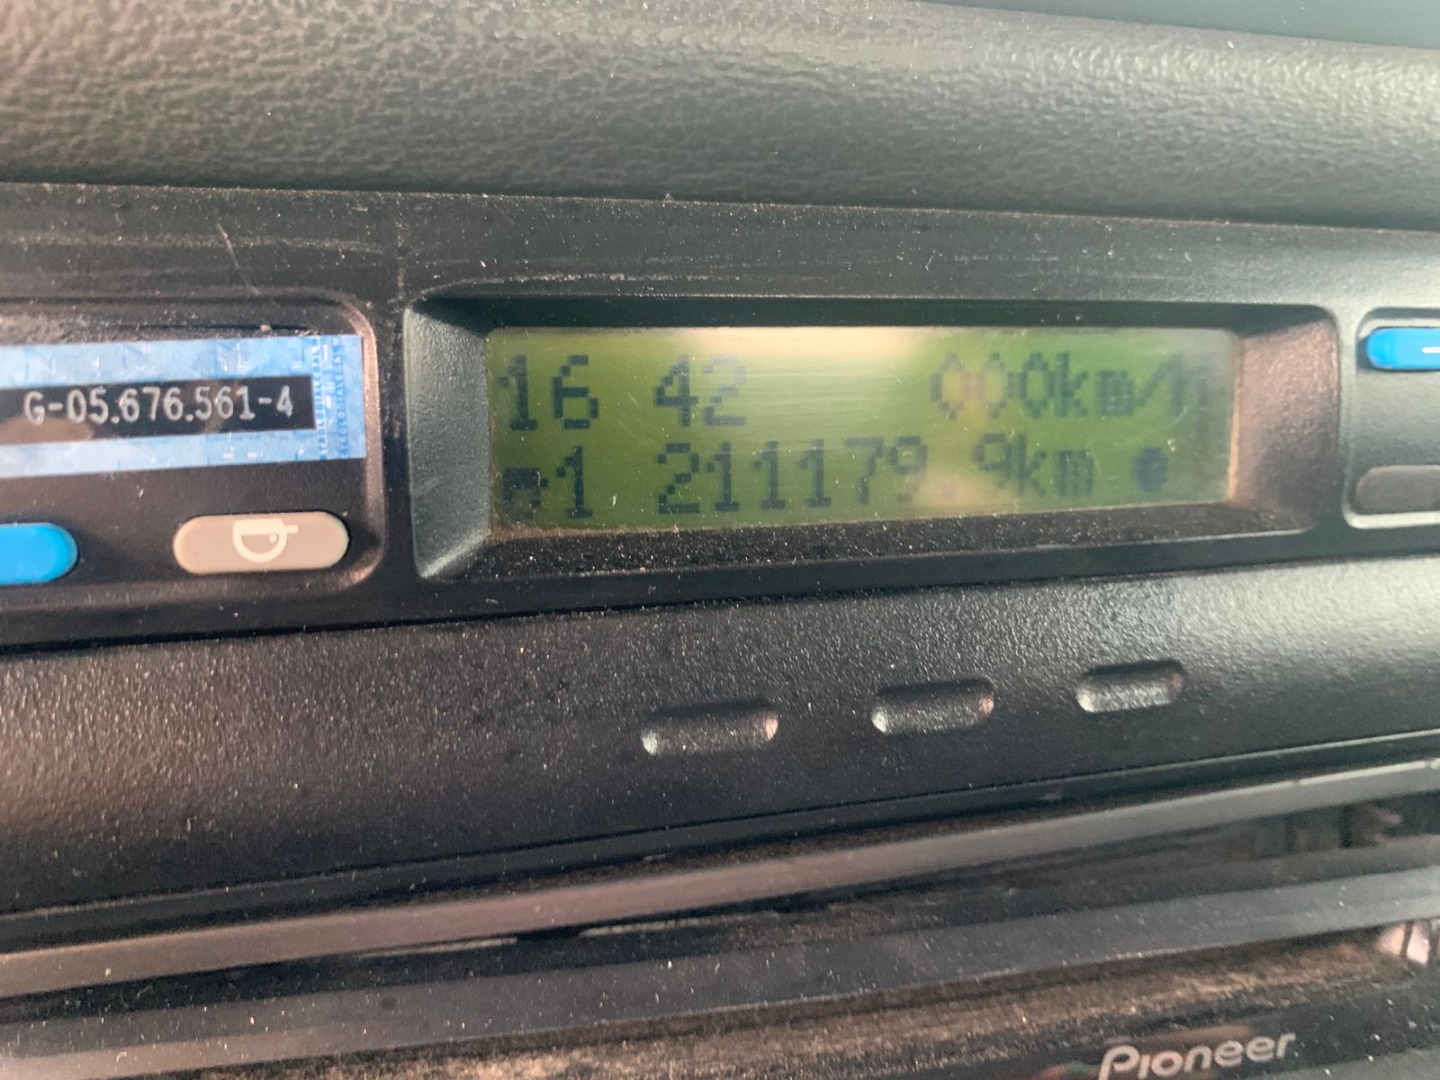 G-05.676.561-4
16 42 000km/h
1 211179.9km
Pioneer